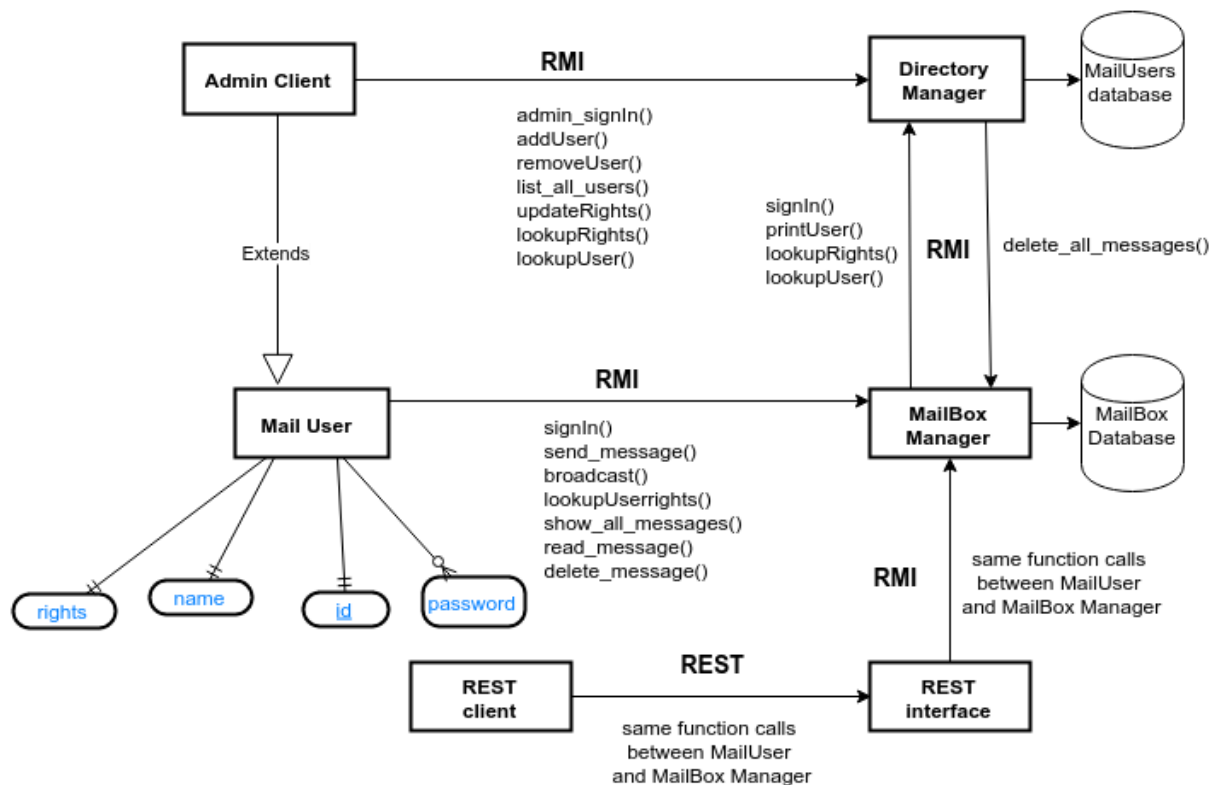 Admin Client
RMI
Directory
Manager
MailUsers
database
admin_signIn()
addUser()
removeUser()
list_all_users()
updateRights()
lookupRights()
lookupUser()
signIn()
printUser()
lookupRights()
lookupUser()
RMI
delete_all_messages()
Extends
Mail User
RMI
MailBox
Manager
MailBox
Database
signIn()
send_message()
broadcast()
lookupUserrights()
show_all_messages()
read_message()
delete_message()
rights
name
id
password
RMI
same function calls
between MailUser
and MailBox Manager
REST
client
REST
same function calls
between MailUser
and MailBox Manager
REST
interface